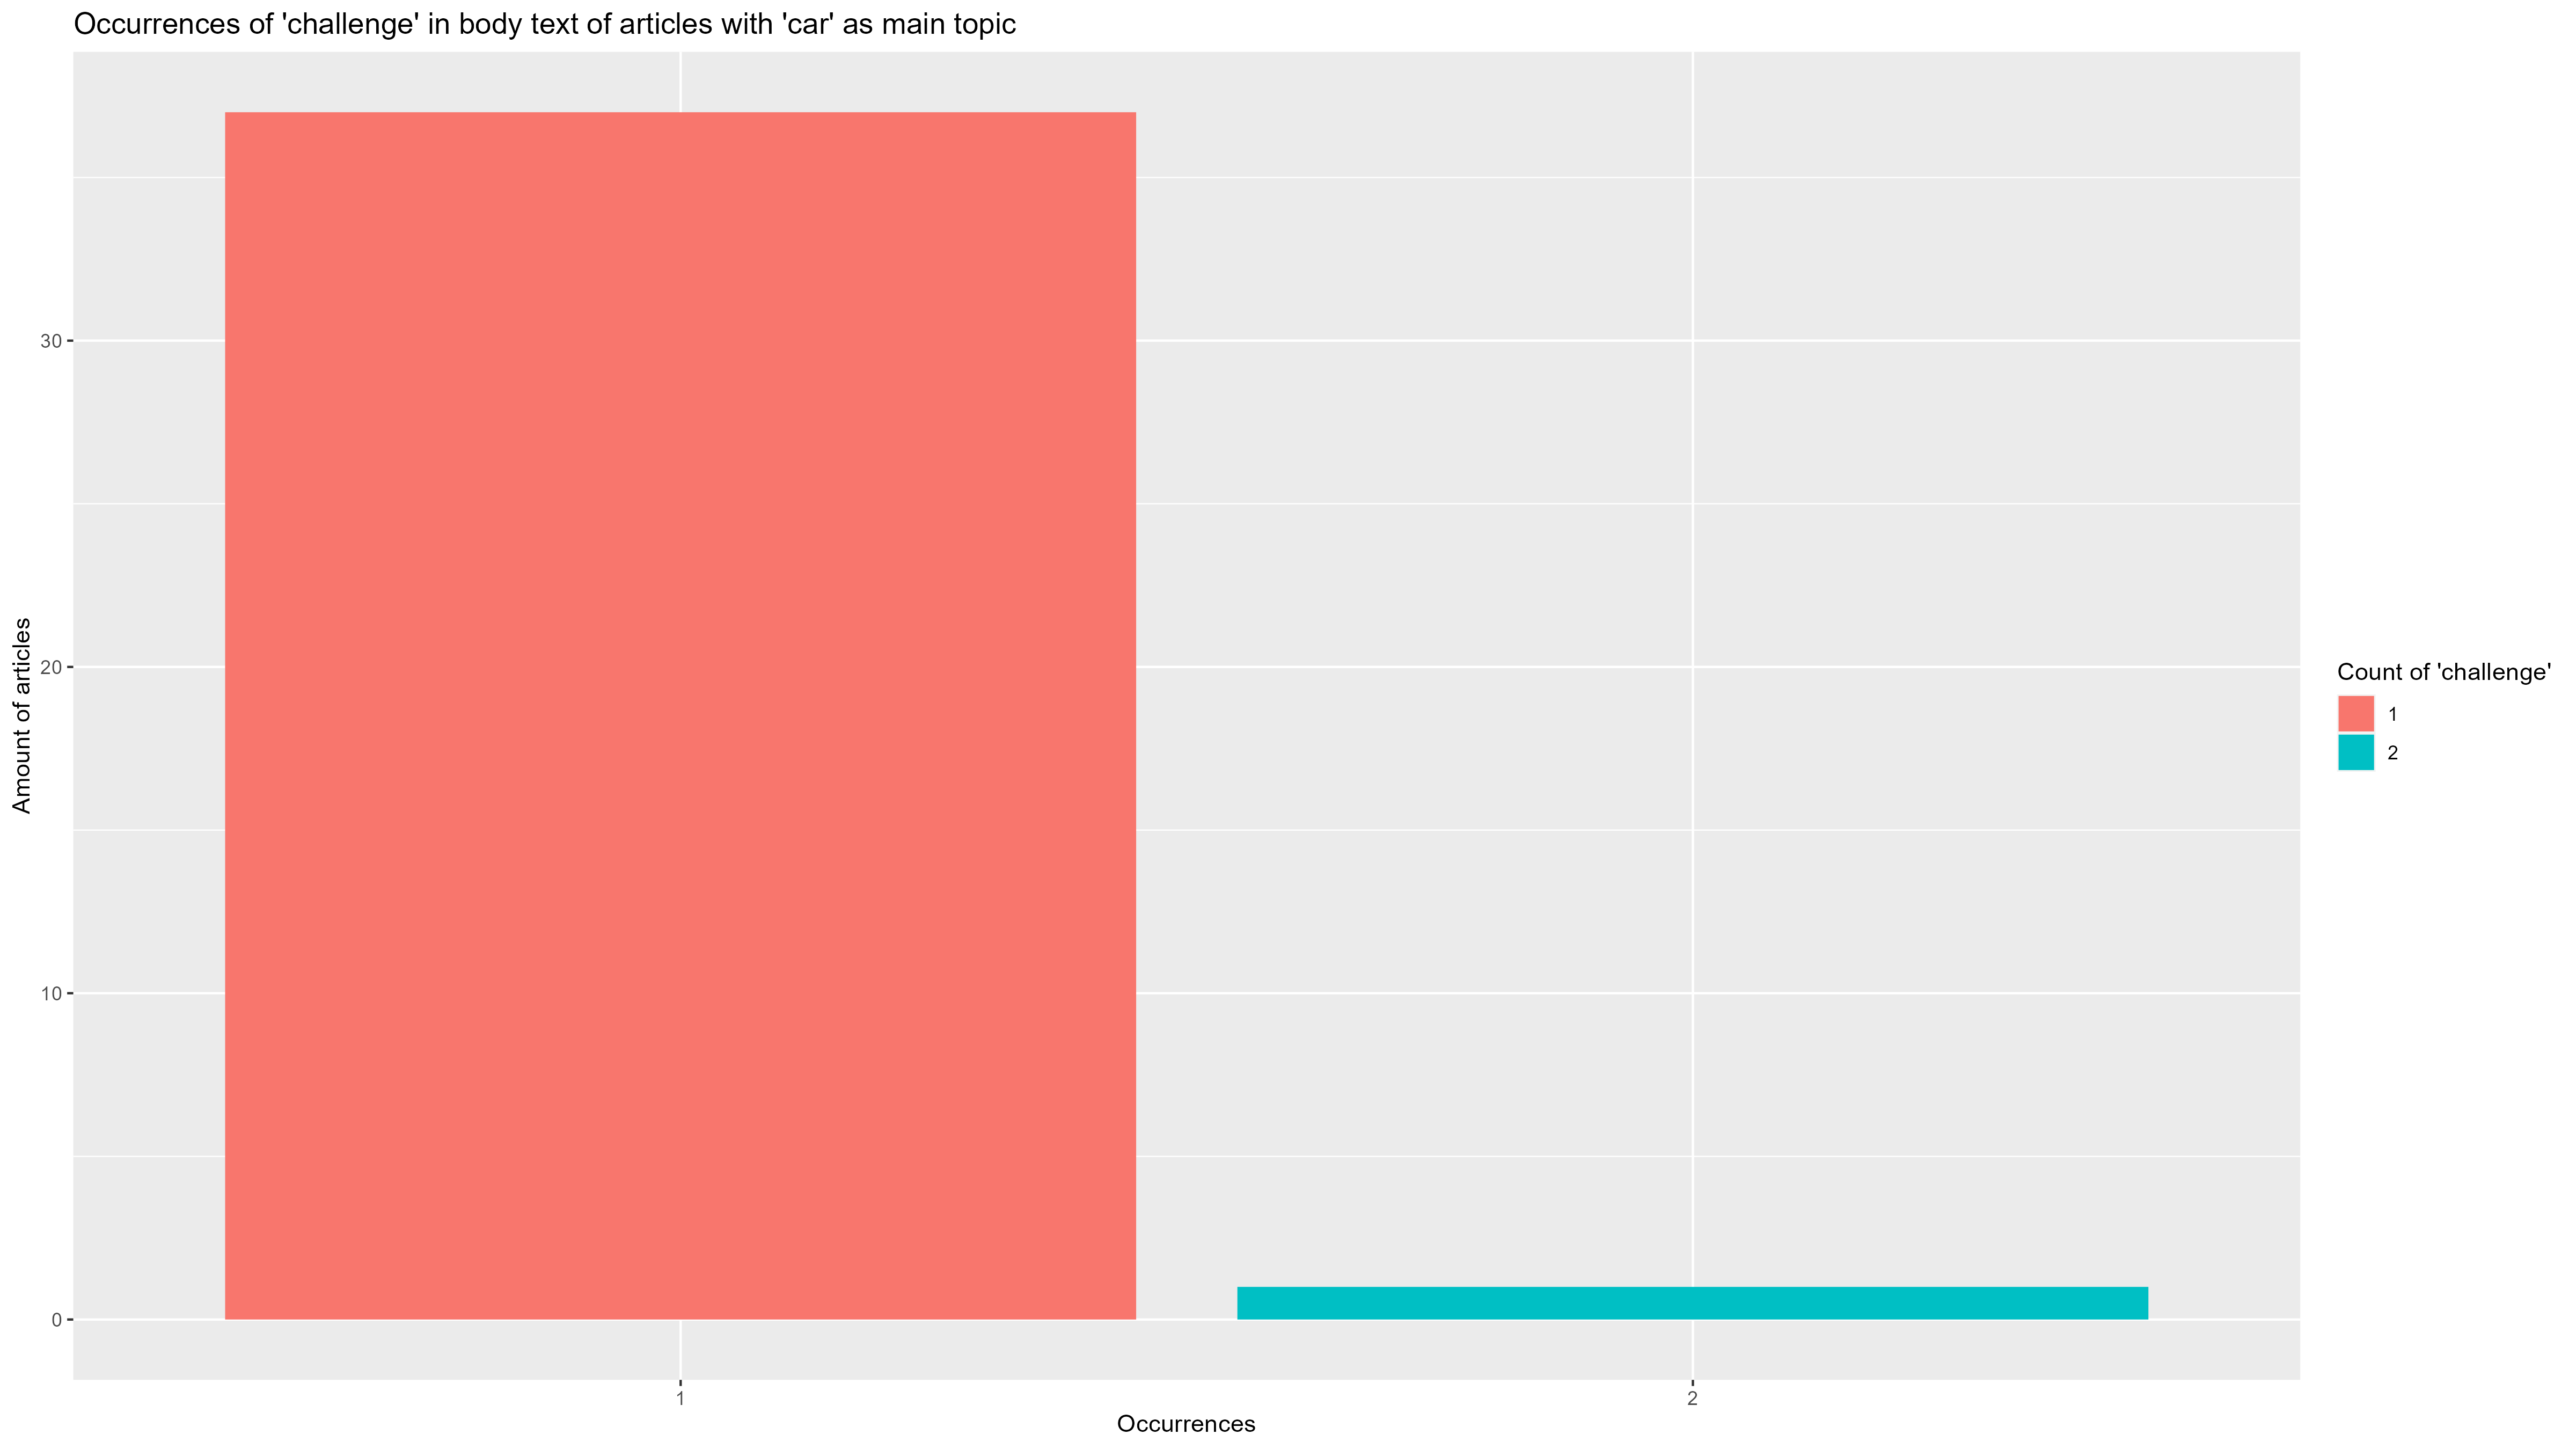 Occurrences of 'challenge' in body text of articles with 'car' as main topic
30
20
10
0
Amount of articles
1
2
Occurrences
Count of 'challenge'
1
2